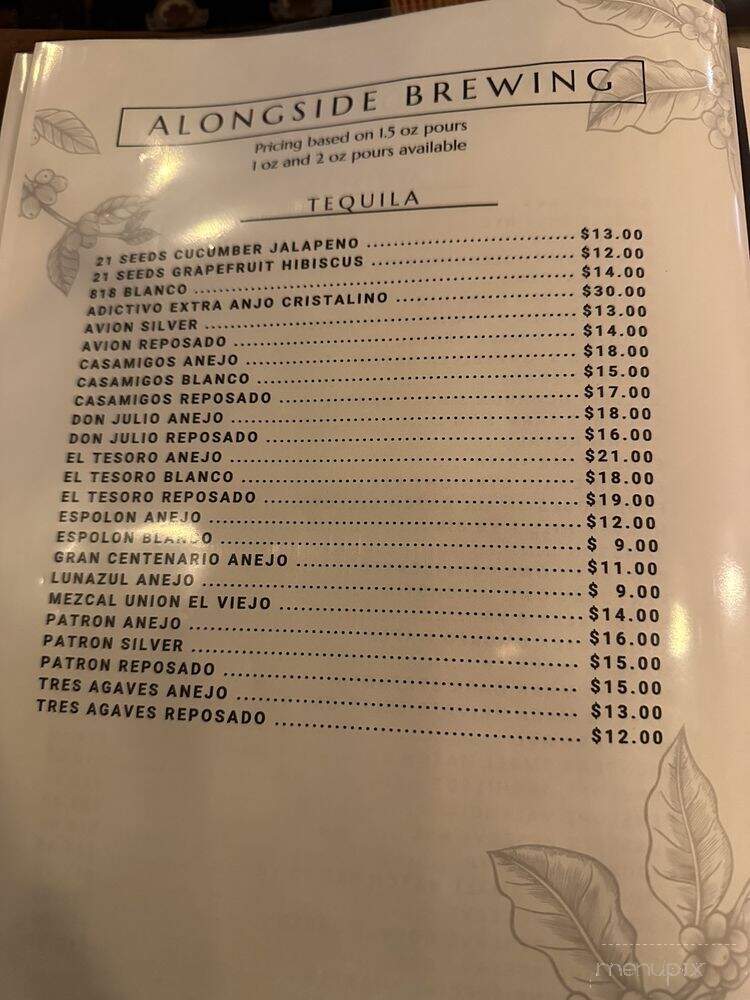 ALONGSIDE BREWING
Pricing based on 1.5 oz pours
1 oz and 2 oz pours available
TEQUILA
21 SEEDS CUCUMBER JALAPENO $13.00
21 SEEDS GRAPEFRUIT HIBISCUS $12.00
818 BLANCO $14.00
ADICTIVO EXTRA ANJO CRISTALINO $30.00
AVION SILVER $13.00
AVION REPOSADO $14.00
CASAMIGOS ANEJO $18.00
CASAMIGOS BLANCO $15.00
CASAMIGOS REPOSADO $17.00
DON JULIO ANEJO $18.00
DON JULIO REPOSADO $16.00
EL TESORO ANEJO $21.00
EL TESORO BLANCO $18.00
EL TESORO REPOSADO $19.00
ESPOLON ANEJO $12.00
ESPOLON BLANCO $ 9.00
GRAN CENTENARIO ANEJO $11.00
LUNAZUL ANEJO $ 9.00
MEZCAL UNION EL VIEJO $14.00
PATRON ANEJO $16.00
PATRON SILVER $15.00
PATRON REPOSADO $15.00
TRES AGAVES ANEJO $13.00
TRES AGAVES REPOSADO $12.00
menupix